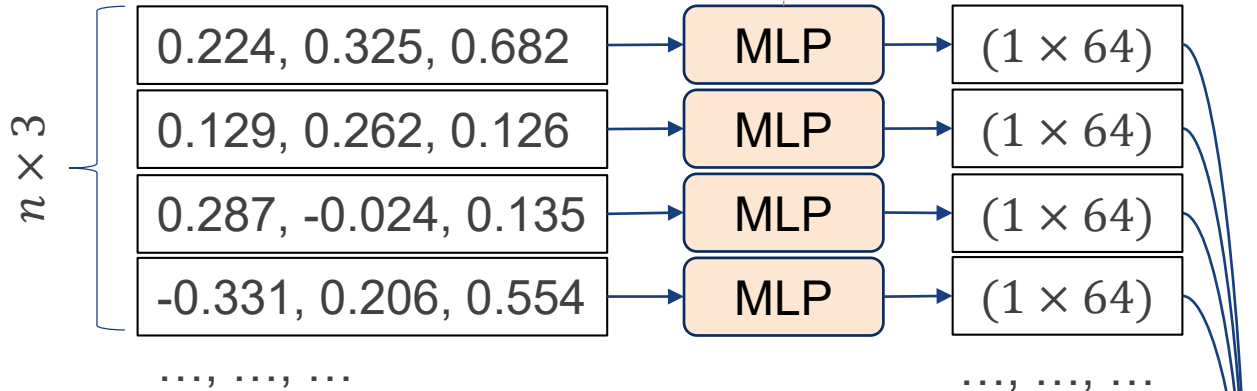 n × 3
0.224, 0.325, 0.682 MLP (1 × 64)
0.129, 0.262, 0.126 MLP (1 × 64)
0.287, -0.024, 0.135 MLP (1 × 64)
-0.331, 0.206, 0.554 MLP (1 × 64)
..., ..., ... ..., ..., ...